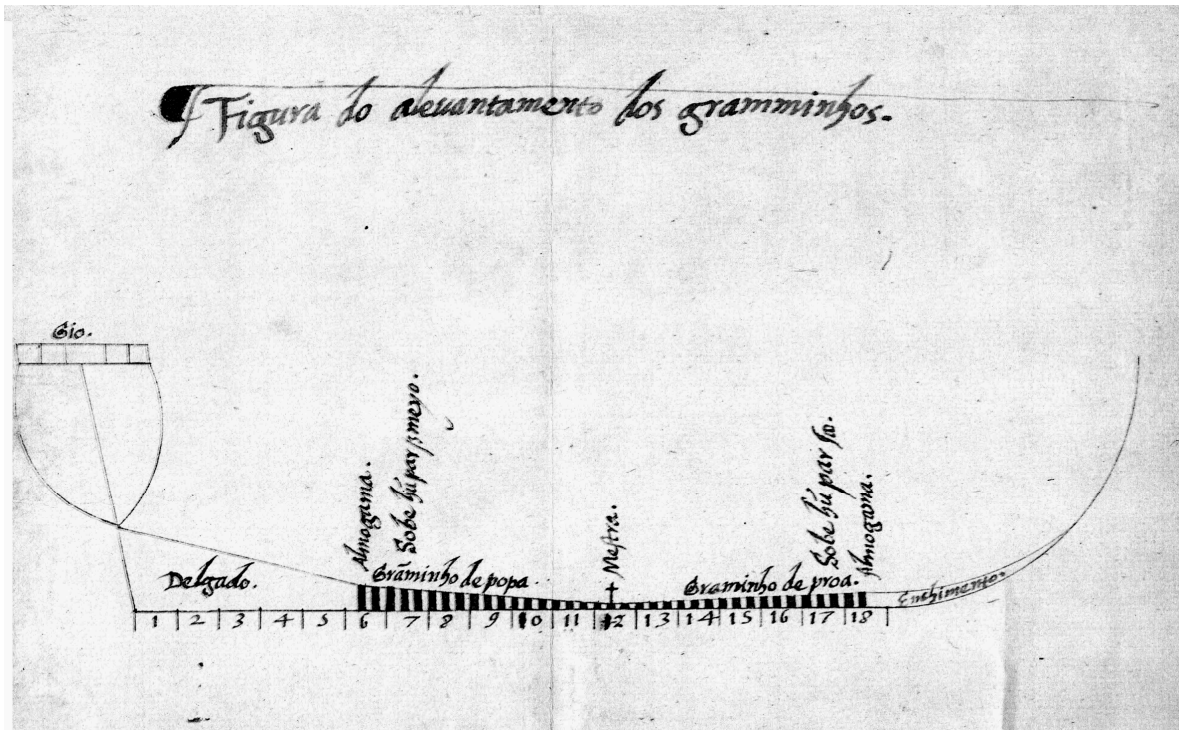 Figura do alevantamento dos gramminhos.
Gio.
Almogama.
Sobe hũ par / meyo.
Mestra.
Sobe hũ par so.
Almogama.
Delgado.
Graminho de popa.
Graminho de proa.
Enchimento.
1 2 3 4 5 6 7 8 9 10 11 12 13 14 15 16 17 18